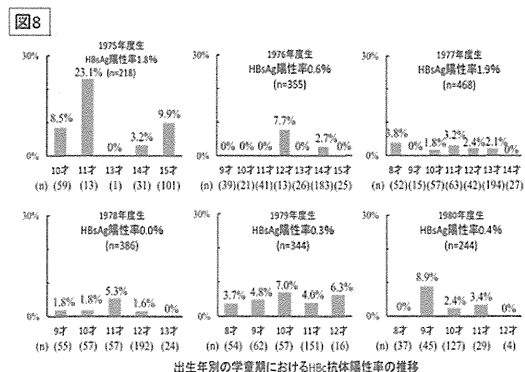 図8
1975年度生
HBsAg陽性率1.8%
(n=218)
30%
0%
8.5%
23.1%
0%
3.2%
9.9%
10才 11才 13才 14才 15才
(n) (59) (13) (1) (31) (101)
1976年度生
HBsAg陽性率0.6%
(n=355)
30%
0%
0% 0% 0%
7.7%
0%
2.7%
0%
9才 10才 11才 12才 13才 14才 15才
(39) (21) (41) (13) (26) (183) (25)
1977年度生
HBsAg陽性率1.9%
(n=468)
30%
0%
3.8%
0%
1.8%
3.2%
2.4%
2.1%
0%
8才 9才 10才 11才 12才 13才 14才
(52) (15) (57) (63) (42) (194) (27)
1978年度生
HBsAg陽性率0.0%
(n=386)
30%
0%
1.8%
1.8%
5.3%
1.6%
0%
9才 10才 11才 12才 13才
(n) (55) (57) (57) (192) (24)
1979年度生
HBsAg陽性率0.3%
(n=344)
30%
0%
3.7%
4.8%
7.0%
4.0%
6.3%
8才 9才 10才 11才 12才
(n) (54) (62) (57) (151) (16)
1980年度生
HBsAg陽性率0.4%
(n=244)
30%
0%
0%
8.9%
2.4%
3.4%
0%
8才 9才 10才 11才 12才
(n) (37) (45) (127) (29) (4)
出生年別の学童期におけるHBc抗体陽性率の推移